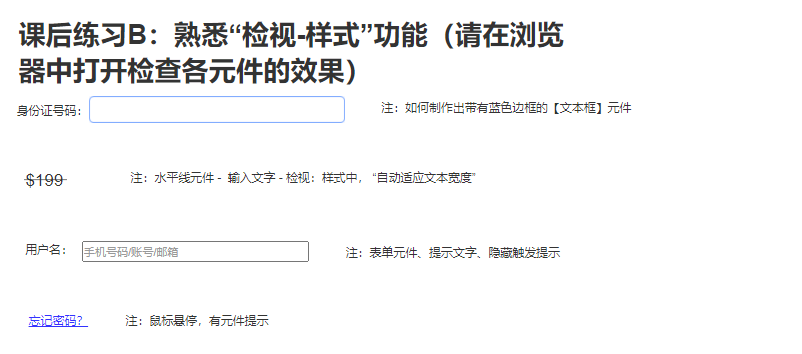 课后练习B：熟悉“检视-样式”功能（请在浏览
器中打开检查各元件的效果）
身份证号码： 注：如何制作出带有蓝色边框的【文本框】元件
$199 注：水平线元件 - 输入文字 - 检视：样式中，“自动适应文本宽度”
用户名： 手机号码/账号/邮箱 注：表单元件、提示文字、隐藏触发提示
忘记密码？ 注：鼠标悬停，有元件提示